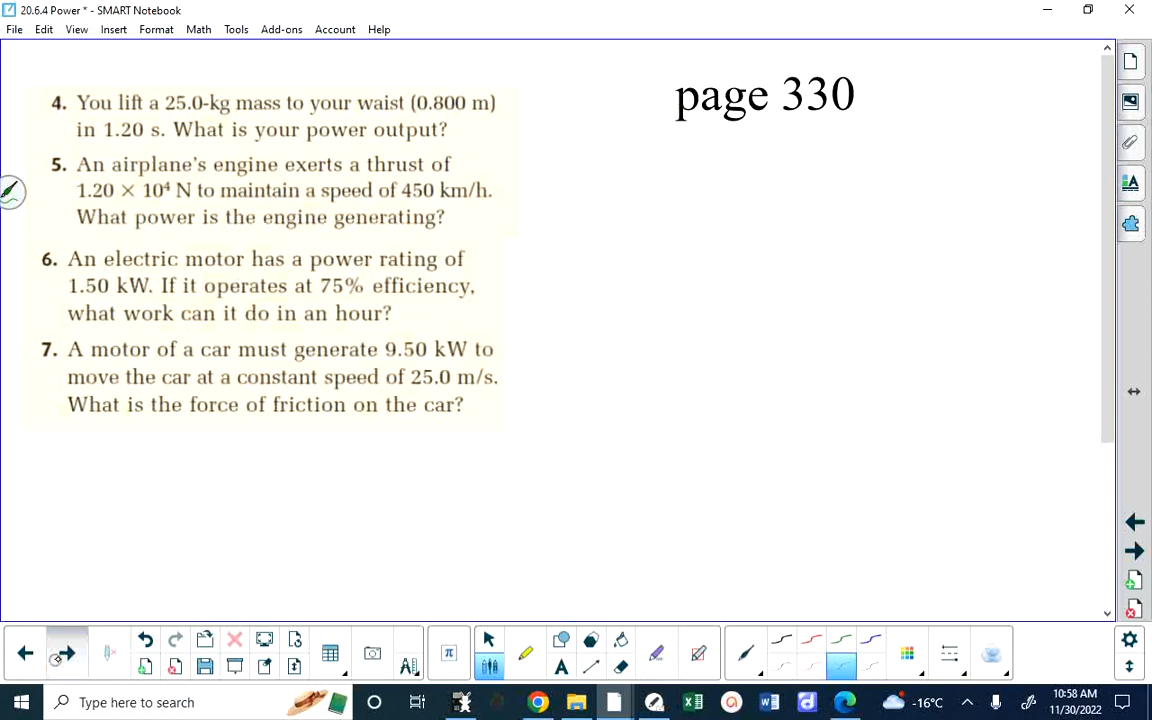 20.6.4 Power * - SMART Notebook
File Edit View Insert Format Math Tools Add-ons Account Help
page 330
4. You lift a 25.0-kg mass to your waist (0.800 m)
in 1.20 s. What is your power output?
5. An airplane's engine exerts a thrust of
1.20 × 10⁴ N to maintain a speed of 450 km/h.
What power is the engine generating?
6. An electric motor has a power rating of
1.50 kW. If it operates at 75% efficiency,
what work can it do in an hour?
7. A motor of a car must generate 9.50 kW to
move the car at a constant speed of 25.0 m/s.
What is the force of friction on the car?
Type here to search
-16°C
10:58 AM
11/30/2022